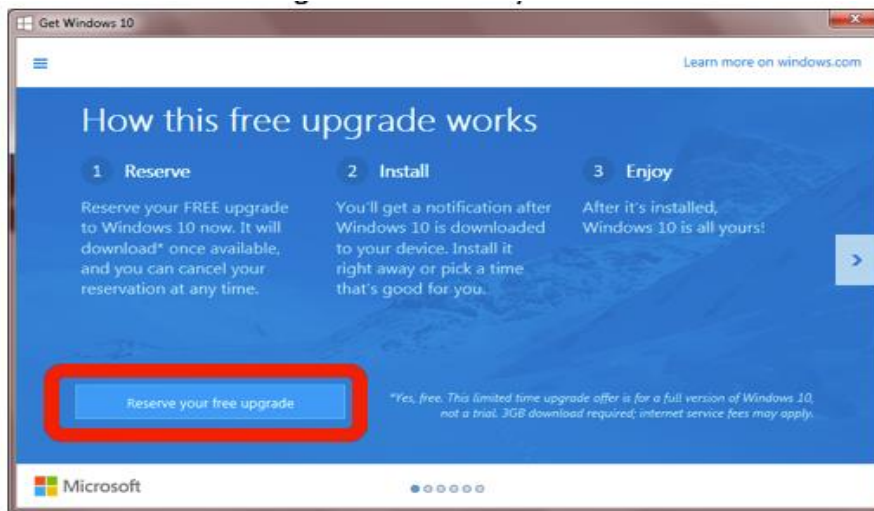 Get Windows 10
Learn more on windows.com
How this free upgrade works
1 Reserve
Reserve your FREE upgrade
to Windows 10 now. It will
download* once available,
and you can cancel your
reservation at any time.
2 Install
You'll get a notification after
Windows 10 is downloaded
to your device. Install it
right away or pick a time
that's good for you.
3 Enjoy
After it's installed,
Windows 10 is all yours!
Reserve your free upgrade
*Yes, free. This limited time upgrade offer is for a full version of Windows 10,
not a trial. 3GB download required; internet service fees may apply.
Microsoft